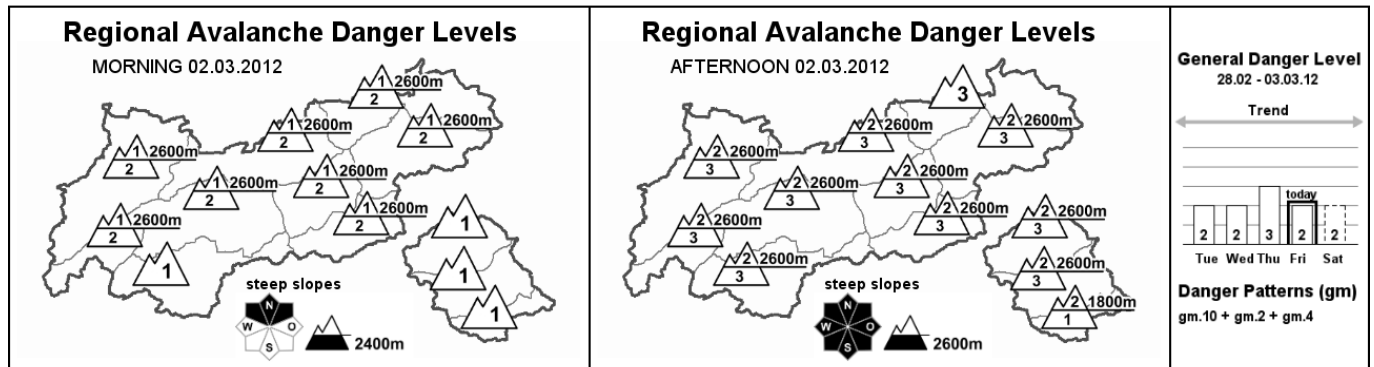 Regional Avalanche Danger Levels
MORNING 02.03.2012
1 2600m
2
1 2600m
2
1 2600m
2
1 2600m
2
1 2600m
2
1 2600m
2
1 2600m
2
1 2600m
2
1
1
1
1
steep slopes
N
W O
S
2400m
Regional Avalanche Danger Levels
AFTERNOON 02.03.2012
3
2 2600m
3
2 2600m
3
2 2600m
3
2 2600m
3
2 2600m
3
2 2600m
3
2 2600m
3
2 2600m
3
2 2600m
3
2 2600m
3
2 1800m
1
steep slopes
N
W O
S
2600m
General Danger Level
28.02 - 03.03.12
Trend
today
2 2 3 2 2
Tue Wed Thu Fri Sat
Danger Patterns (gm)
gm.10 + gm.2 + gm.4